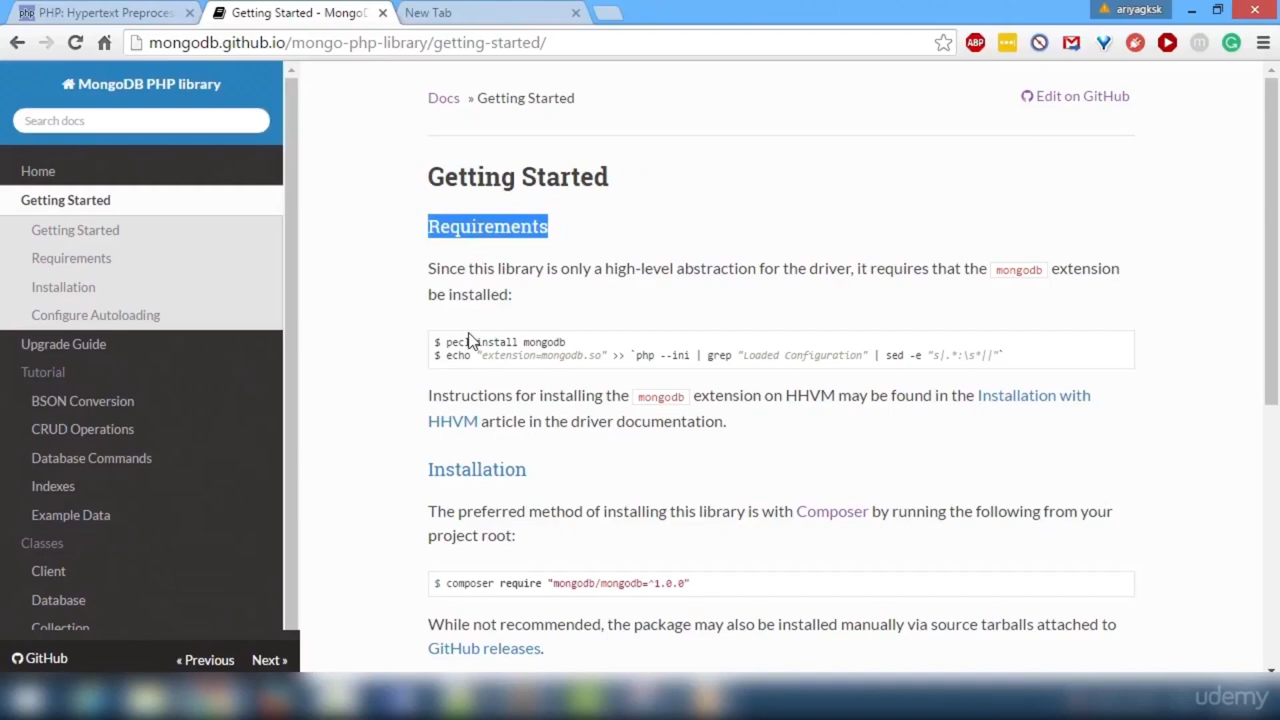 PHP: Hypertext Preproces
Getting Started - MongoD
New Tab
ariyagksk
mongodb.github.io/mongo-php-library/getting-started/
ABP
MongoDB PHP library
Search docs
Home
Getting Started
Getting Started
Requirements
Installation
Configure Autoloading
Upgrade Guide
Tutorial
BSON Conversion
CRUD Operations
Database Commands
Indexes
Example Data
Classes
Client
Database
Collection
GitHub
« Previous
Next »
Docs » Getting Started
Edit on GitHub
Getting Started
Requirements
Since this library is only a high-level abstraction for the driver, it requires that the mongodb extension
be installed:
$ pecl install mongodb
$ echo "extension=mongodb.so" >> `php --ini | grep "Loaded Configuration" | sed -e "s|.*:\s*||"`
Instructions for installing the mongodb extension on HHVM may be found in the Installation with
HHVM article in the driver documentation.
Installation
The preferred method of installing this library is with Composer by running the following from your
project root:
$ composer require "mongodb/mongodb=^1.0.0"
While not recommended, the package may also be installed manually via source tarballs attached to
GitHub releases.
udemy